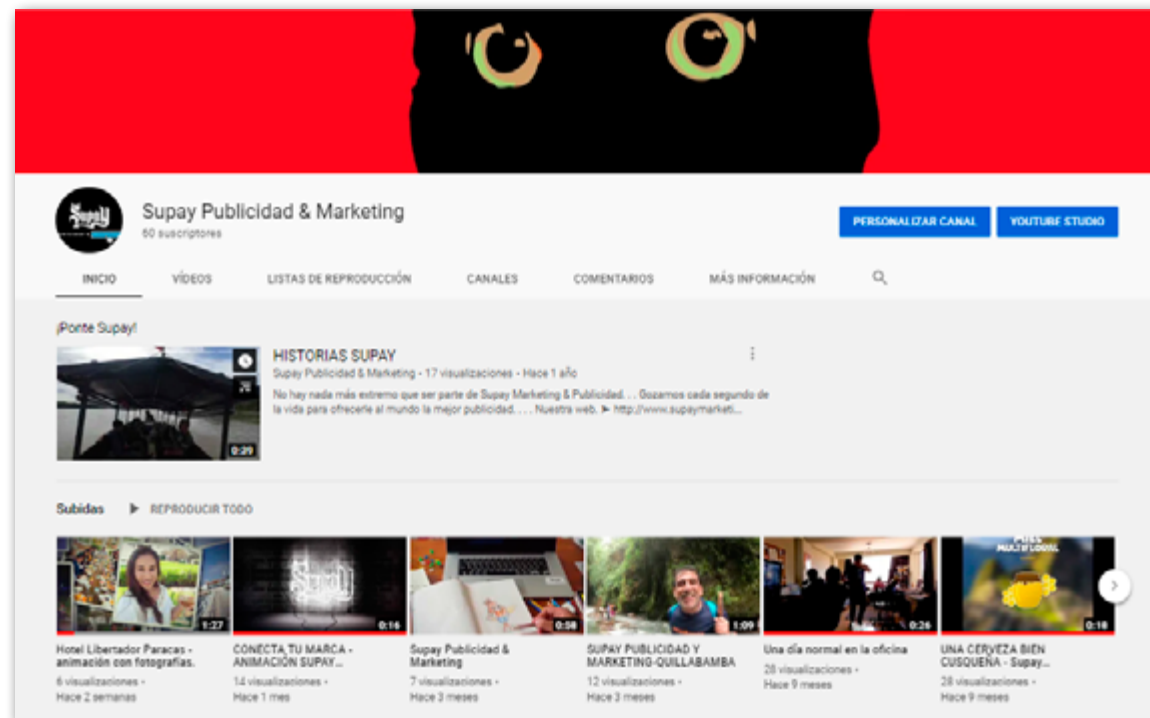 Supay
Supay Publicidad & Marketing
60 suscriptores
PERSONALIZAR CANAL
YOUTUBE STUDIO
INICIO
VÍDEOS
LISTAS DE REPRODUCCIÓN
CANALES
COMENTARIOS
MÁS INFORMACIÓN
¡Ponte Supay!
0:39
HISTORIAS SUPAY
Supay Publicidad & Marketing - 17 visualizaciones - Hace 1 año
No hay nada más extremo que ser parte de Supay Marketing & Publicidad. . . Gozamos cada segundo de
la vida para ofrecerle al mundo la mejor publicidad. . . . Nuestra web. ► http://www.supaymarketi...
Subidas
REPRODUCIR TODO
1:27
Supay
0:16
0:58
1:09
0:26
MULTIFLORAL
0:18
Hotel Libertador Paracas -
animación con fotografías.
6 visualizaciones -
Hace 2 semanas
CONECTA TU MARCA -
ANIMACIÓN SUPAY...
14 visualizaciones -
Hace 1 mes
Supay Publicidad &
Marketing
7 visualizaciones -
Hace 3 meses
SUPAY PUBLICIDAD Y
MARKETING-QUILLABAMBA
12 visualizaciones -
Hace 3 meses
Una día normal en la oficina
28 visualizaciones -
Hace 9 meses
UNA CERVEZA BIEN
CUSQUEÑA - Supay...
28 visualizaciones -
Hace 9 meses